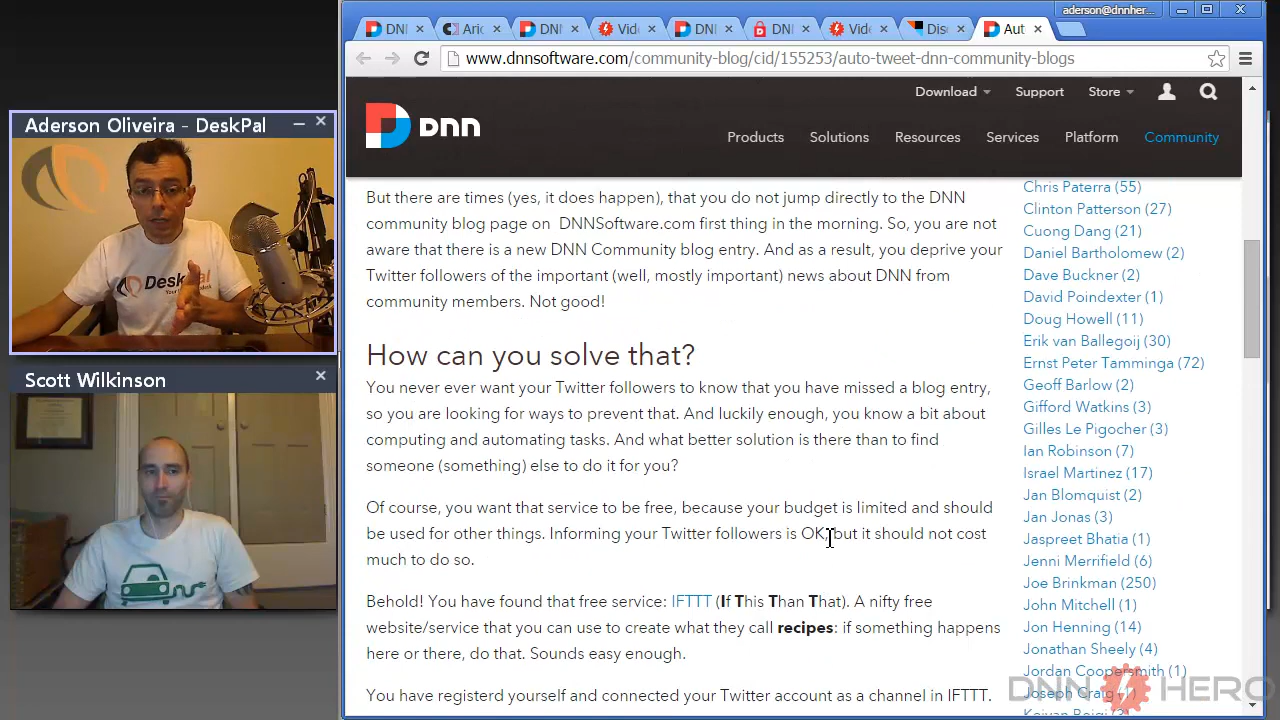 aderson@dnnher...
DNI
Aric
DNI
Vide
DNI
DNI
Vide
Disc
Aut
www.dnnsoftware.com/community-blog/cid/155253/auto-tweet-dnn-community-blogs
Aderson Oliveira - DeskPal
DeskPal
Scott Wilkinson
Download
Support
Store
dnn
Products
Solutions
Resources
Services
Platform
Community
But there are times (yes, it does happen), that you do not jump directly to the DNN
community blog page on DNNSoftware.com first thing in the morning. So, you are not
aware that there is a new DNN Community blog entry. And as a result, you deprive your
Twitter followers of the important (well, mostly important) news about DNN from
community members. Not good!
How can you solve that?
You never ever want your Twitter followers to know that you have missed a blog entry,
so you are looking for ways to prevent that. And luckily enough, you know a bit about
computing and automating tasks. And what better solution is there than to find
someone (something) else to do it for you?
Of course, you want that service to be free, because your budget is limited and should
be used for other things. Informing your Twitter followers is OK, but it should not cost
much to do so.
Behold! You have found that free service: IFTTT (If This Than That). A nifty free
website/service that you can use to create what they call recipes: if something happens
here or there, do that. Sounds easy enough.
You have registerd yourself and connected your Twitter account as a channel in IFTTT.
Chris Paterra (55)
Clinton Patterson (27)
Cuong Dang (21)
Daniel Bartholomew (2)
Dave Buckner (2)
David Poindexter (1)
Doug Howell (11)
Erik van Ballegoij (30)
Ernst Peter Tamminga (72)
Geoff Barlow (2)
Gifford Watkins (3)
Gilles Le Pigocher (3)
Ian Robinson (7)
Israel Martinez (17)
Jan Blomquist (2)
Jan Jonas (3)
Jaspreet Bhatia (1)
Jenni Merrifield (6)
Joe Brinkman (250)
John Mitchell (1)
Jon Henning (14)
Jonathan Sheely (4)
Jordan Coopersmith (1)
Joseph Craig
DNN HERO